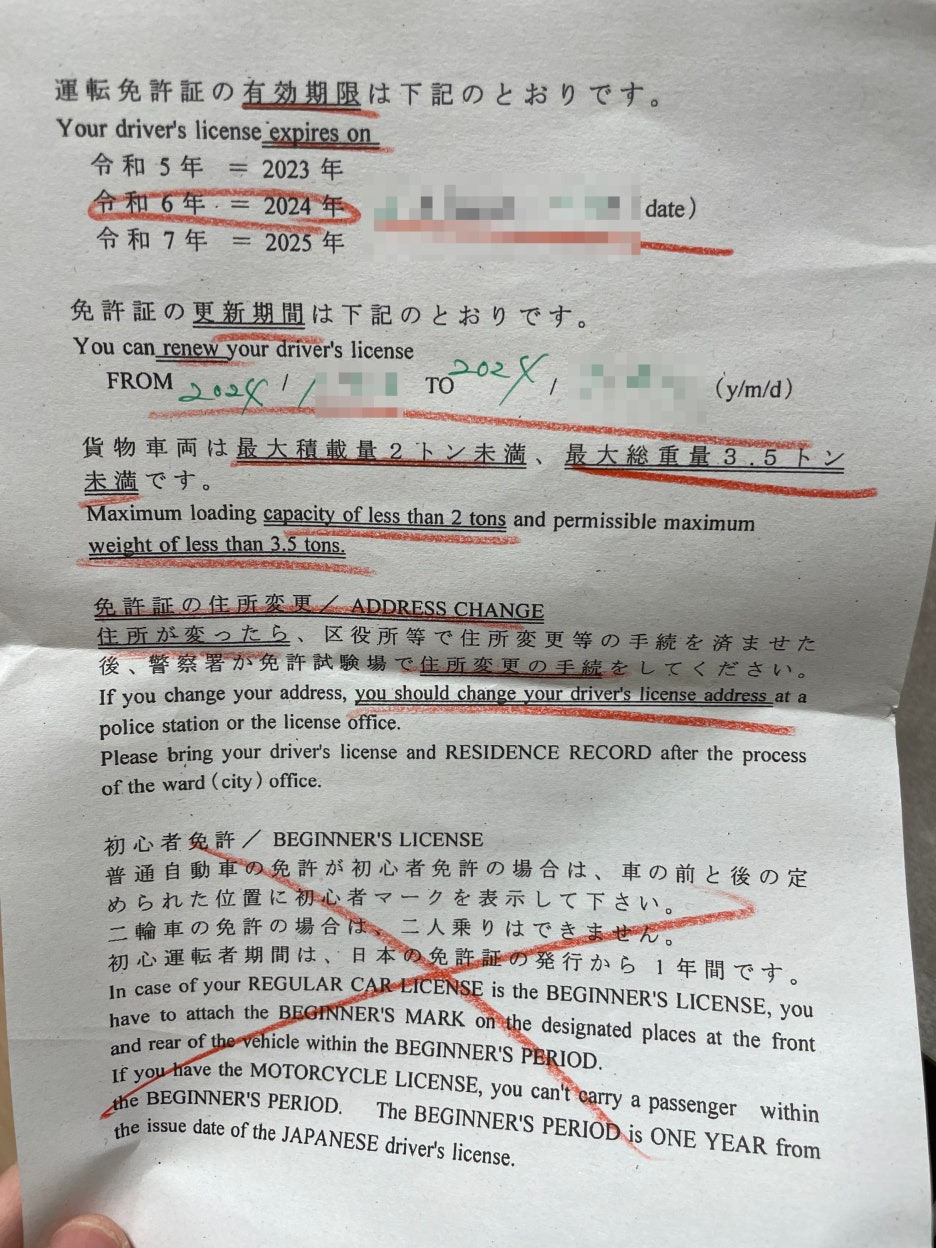 運転免許証の有効期限は下記のとおりです。
Your driver's license expires on
令和5年 = 2023年
令和6年 = 2024年 date)
令和7年 = 2025年
免許証の更新期間は下記のとおりです。
You can renew your driver's license
FROM 2024 / / TO 2024 / (y/m/d)
貨物車両は最大積載量2トン未満、最大総重量3.5トン
未満です。
Maximum loading capacity of less than 2 tons and permissible maximum
weight of less than 3.5 tons.
免許証の住所変更/ ADDRESS CHANGE
住所が変ったら、区役所等で住所変更等の手続を済ませた
後、警察署か免許試験場で住所変更の手続をしてください。
If you change your address, you should change your driver's license address at a
police station or the license office.
Please bring your driver's license and RESIDENCE RECORD after the process
of the ward (city) office.
初心者免許/ BEGINNER'S LICENSE
普通自動車の免許が初心者免許の場合は、車の前と後の定
められた位置に初心者マークを表示して下さい。
二輪車の免許の場合は、二人乗りはできません。
初心運転者期間は、日本の免許証の発行から1年間です。
In case of your REGULAR CAR LICENSE is the BEGINNER'S LICENSE, you
have to attach the BEGINNER'S MARK on the designated places at the front
and rear of the vehicle within the BEGINNER'S PERIOD.
If you have the MOTORCYCLE LICENSE, you can't carry a passenger within
the BEGINNER'S PERIOD. The BEGINNER'S PERIOD is ONE YEAR from
the issue date of the JAPANESE driver's license.